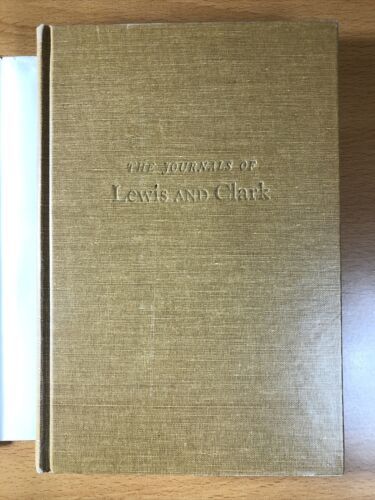 THE JOURNALS OF
Lewis AND Clark